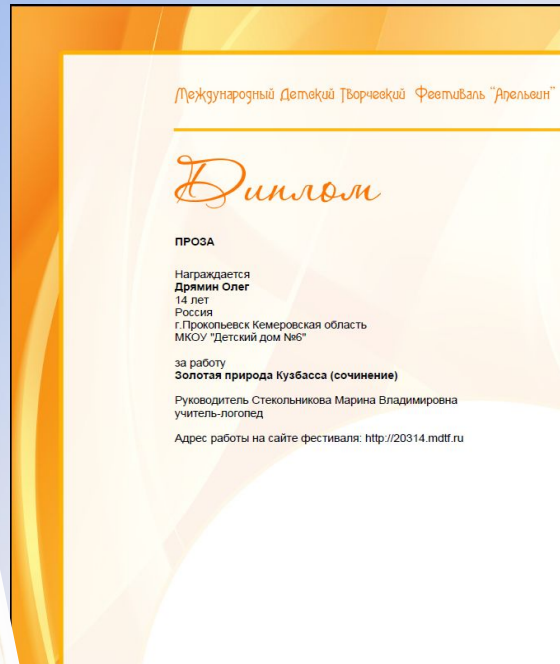 Международный Детский Творческий Фестиваль "Апельсин"
Диплом
ПРОЗА
Награждается
Дрямин Олег
14 лет
Россия
г.Прокопьевск Кемеровская область
МКОУ "Детский дом №6"
за работу
Золотая природа Кузбасса (сочинение)
Руководитель Стекольникова Марина Владимировна
учитель-логопед
Адрес работы на сайте фестиваля: http://20314.mdtf.ru